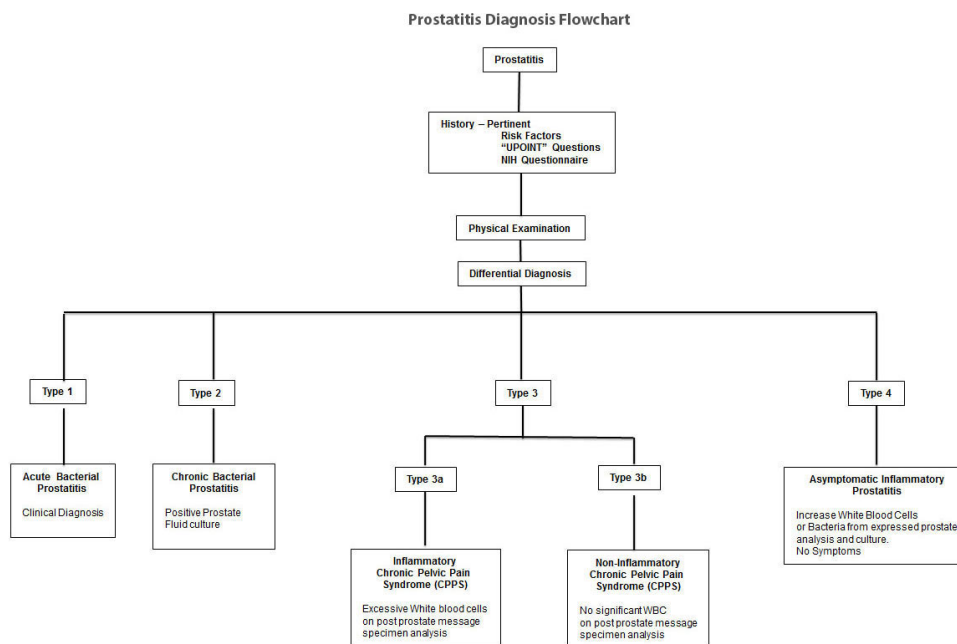 Prostatitis Diagnosis Flowchart
Prostatitis
History – Pertinent
Risk Factors
"UPOINT" Questions
NIH Questionnaire
Physical Examination
Differential Diagnosis
Type 1
Type 2
Type 3
Type 4
Acute Bacterial
Prostatitis
Clinical Diagnosis
Chronic Bacterial
Prostatitis
Positive Prostate
Fluid culture
Type 3a
Type 3b
Asymptomatic Inflammatory
Prostatitis
Increase White Blood Cells
or Bacteria from expressed prostate
analysis and culture.
No Symptoms
Inflammatory
Chronic Pelvic Pain
Syndrome (CPPS)
Excessive White blood cells
on post prostate message
specimen analysis
Non-Inflammatory
Chronic Pelvic Pain
Syndrome (CPPS)
No significant WBC
on post prostate message
specimen analysis